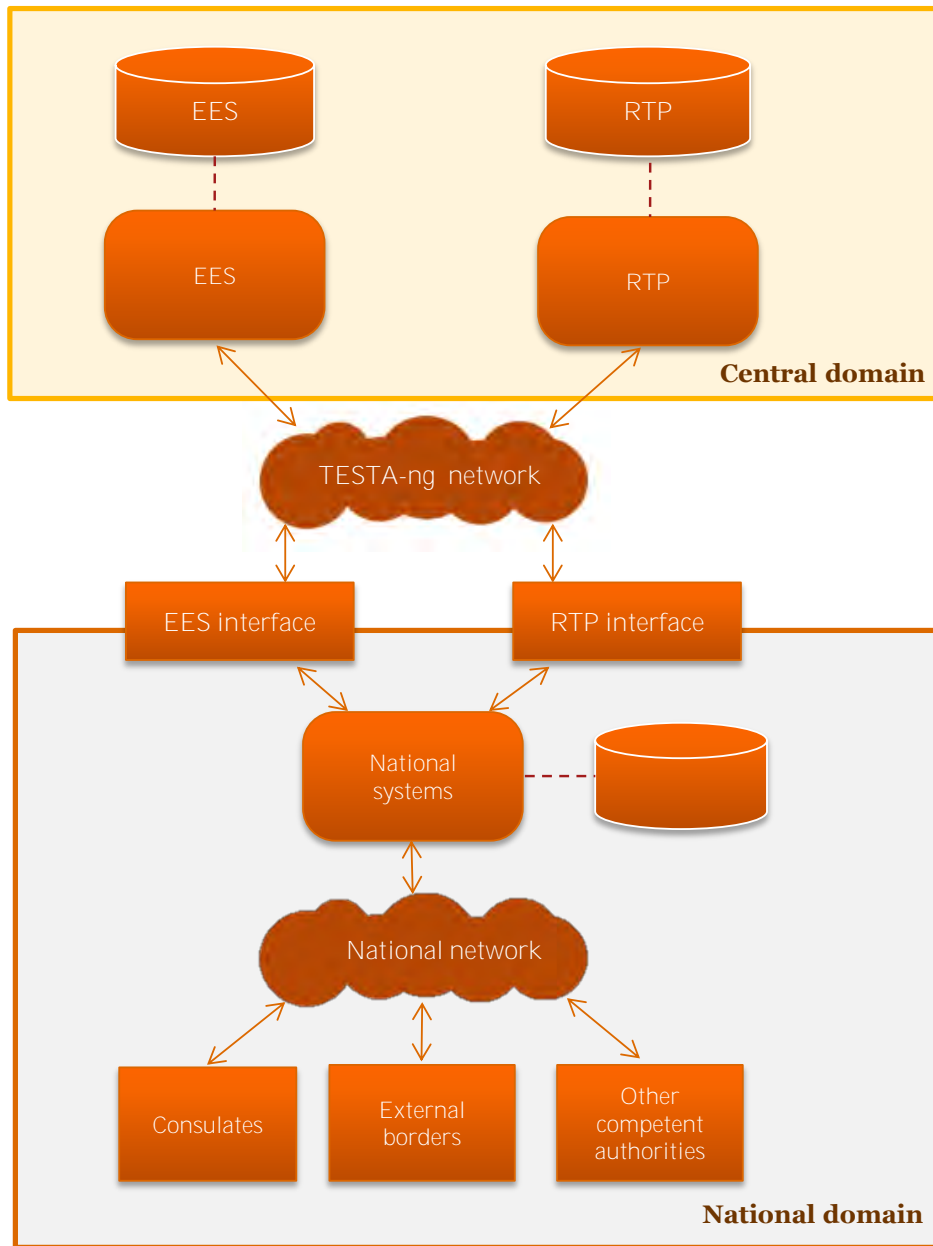 EES
RTP
EES
RTP
Central domain
TESTA-ng network
EES interface
RTP interface
National
systems
National network
Consulates
External
borders
Other
competent
authorities
National domain